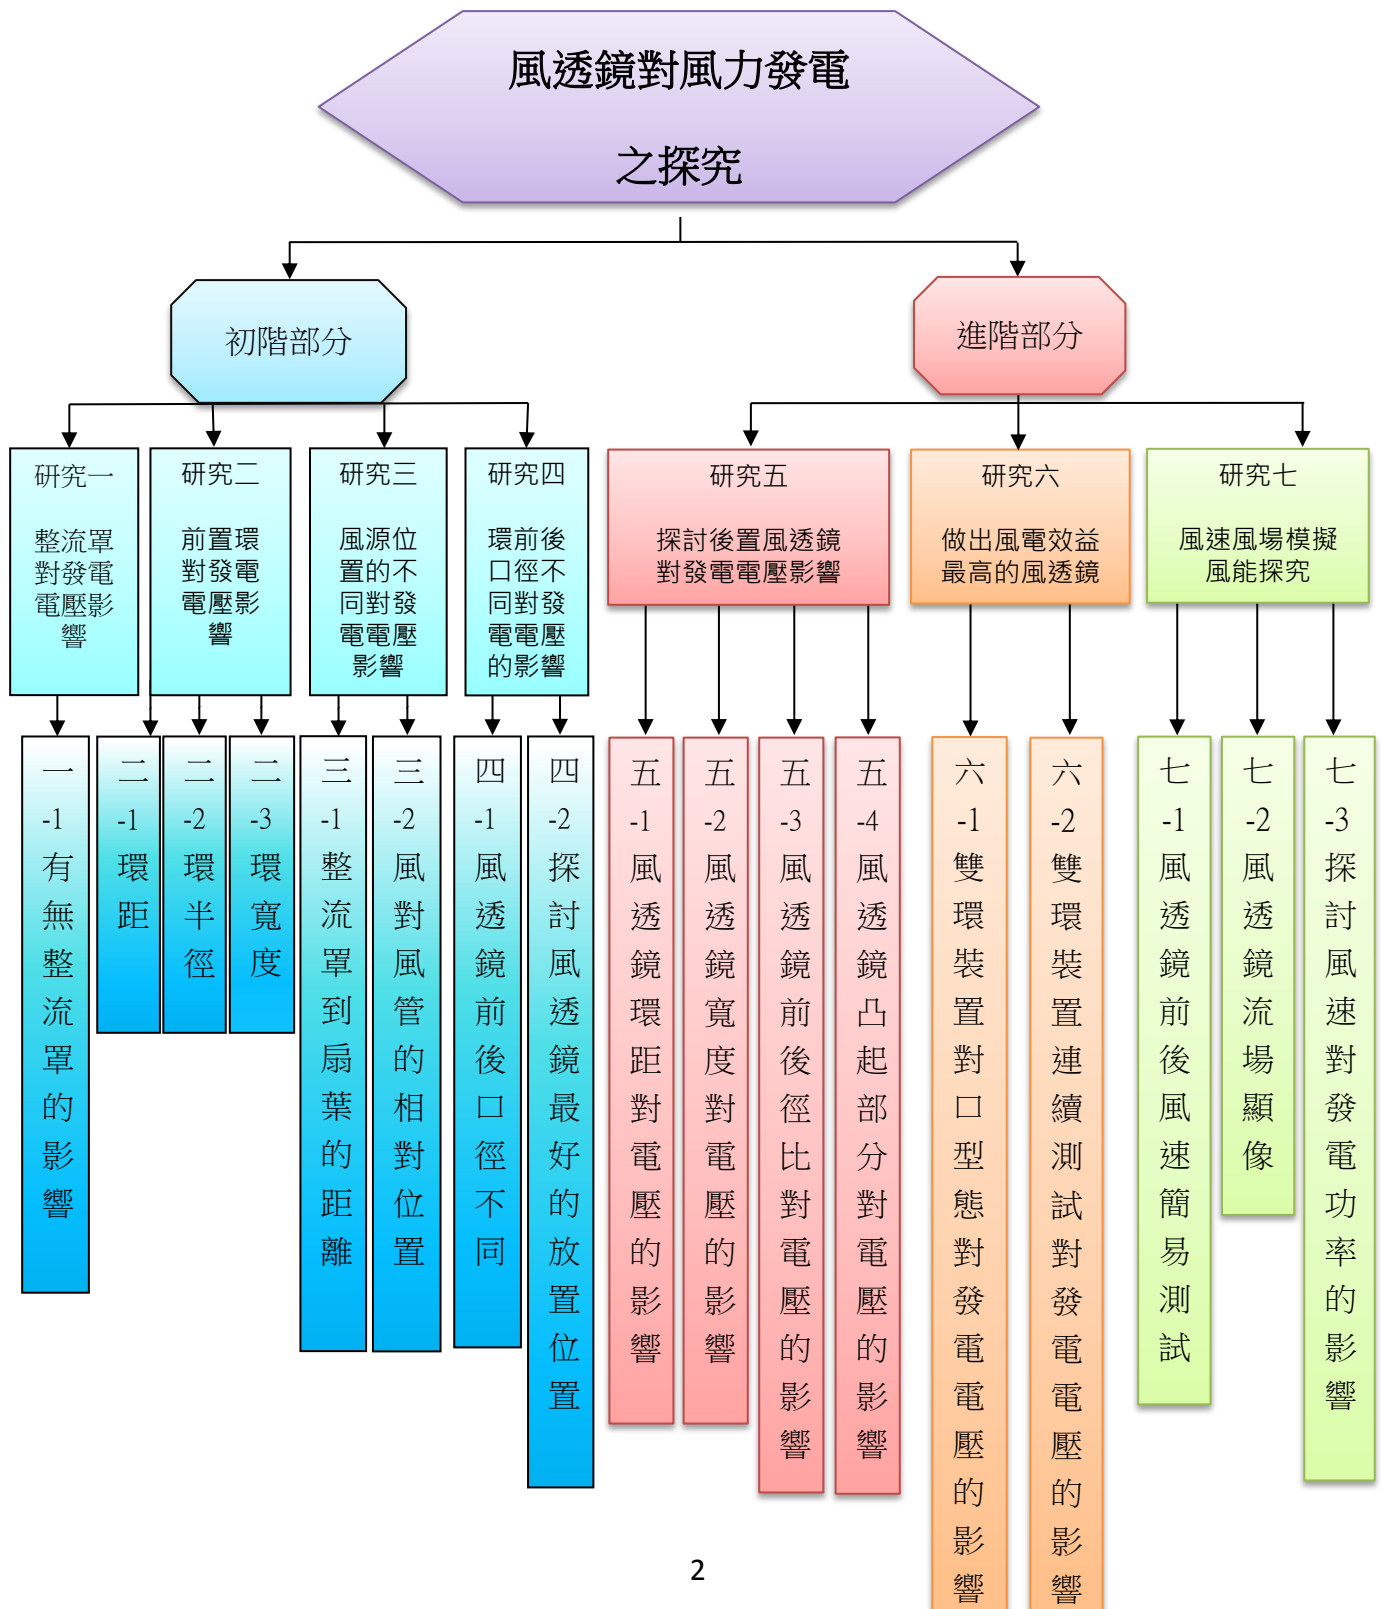 風透鏡對風力發電
之探究
初階部分
進階部分
研究一
整流罩
對發電
電壓影
響
研究二
前置環
對發電
電壓影
響
研究三
風源位
置的不
同對發
電電壓
影響
研究四
環前後
口徑不
同對發
電電壓
的影響
研究五
探討後置風透鏡
對發電電壓影響
研究六
做出風電效益
最高的風透鏡
研究七
風速風場模擬
風能探究
一-1有無整流罩的影響
二-1環距
二-2環半徑
二-3環寬度
三-1整流罩到扇葉的距離
三-2風對風管的相對位置
四-1風透鏡前後口徑不同
四-2探討風透鏡最好的放置位置
五-1風透鏡環距對電壓的影響
五-2風透鏡寬度對電壓的影響
五-3風透鏡前後徑比對電壓的影響
五-4風透鏡凸起部分對電壓的影響
六-1雙環裝置對口型態對發電電壓的影響
六-2雙環裝置連續測試對發電電壓的影響
七-1風透鏡前後風速簡易測試
七-2風透鏡流場顯像
七-3探討風速對發電功率的影響
2